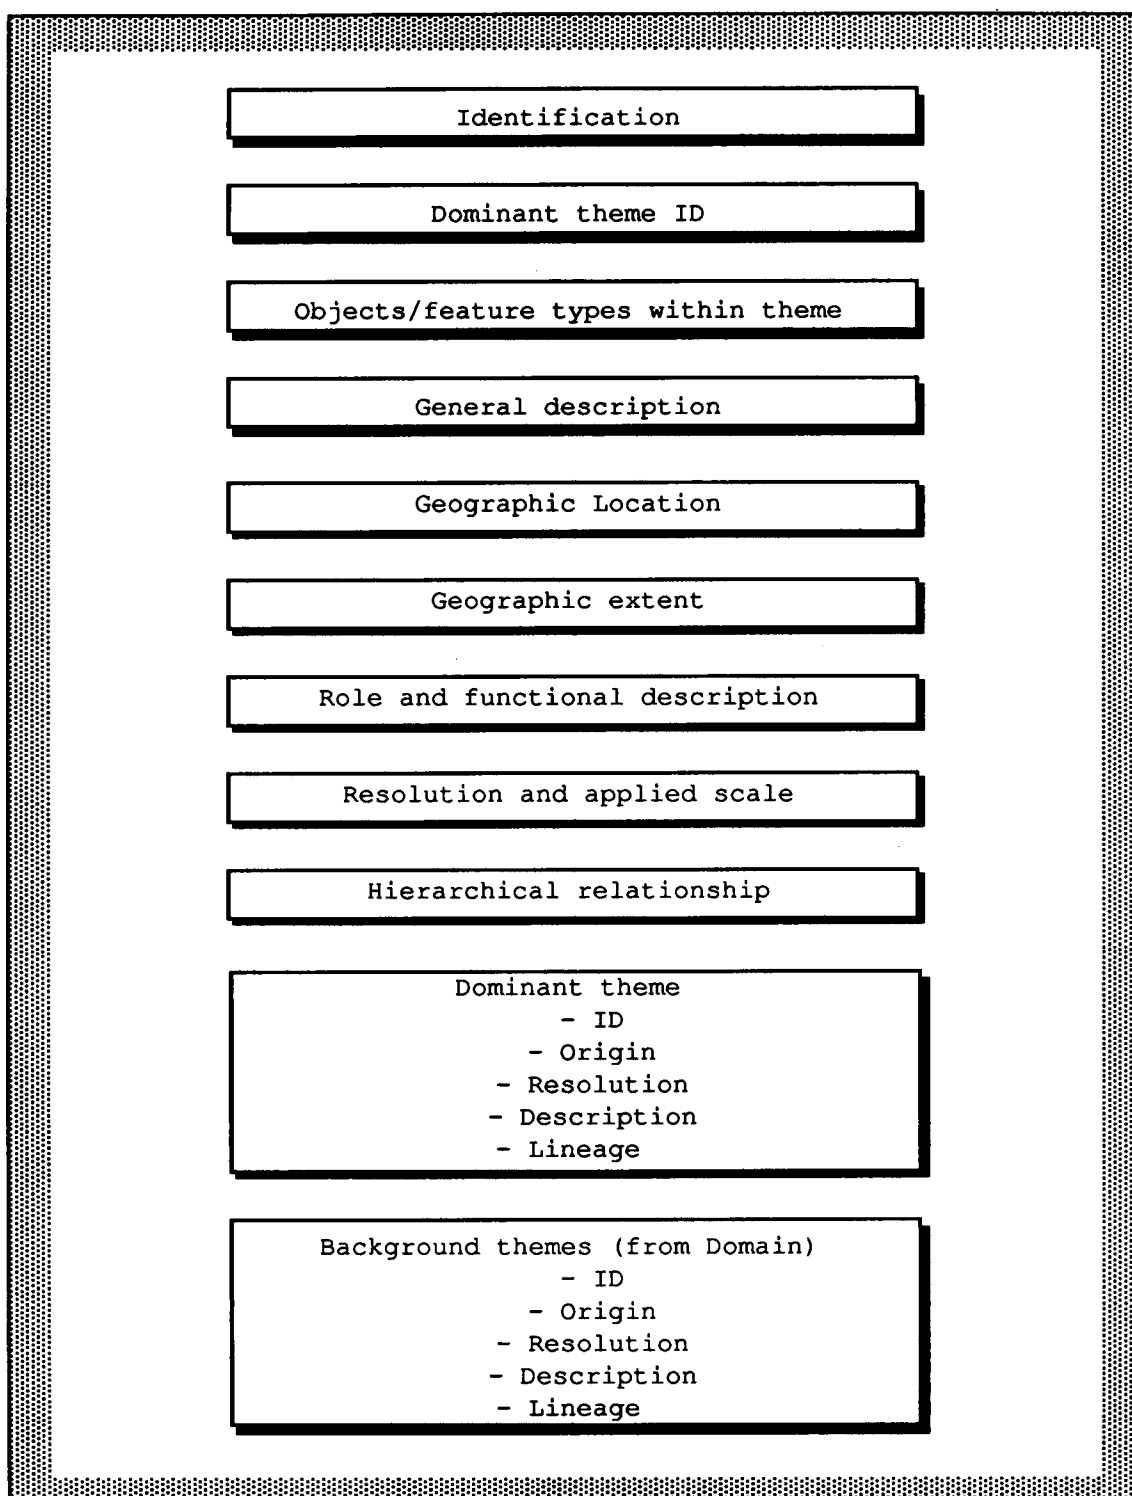 Identification
Dominant theme ID
Objects/feature types within theme
General description
Geographic Location
Geographic extent
Role and functional description
Resolution and applied scale
Hierarchical relationship
Dominant theme
- ID
- Origin
- Resolution
- Description
- Lineage
Background themes (from Domain)
- ID
- Origin
- Resolution
- Description
- Lineage